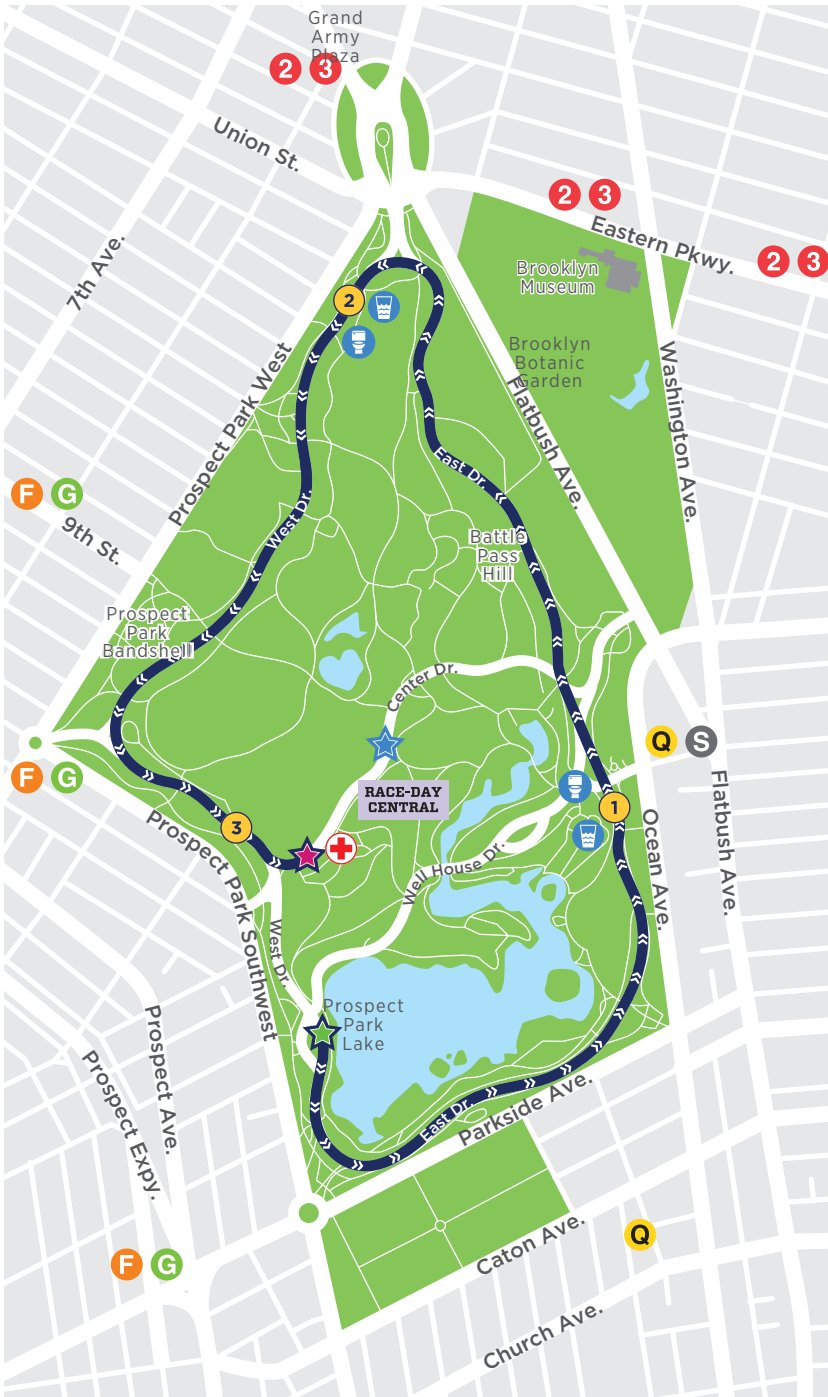 Grand
Army
Plaza
2 3
Union St.
2 3
Eastern Pkwy.
2 3
7th Ave.
Brooklyn
Museum
2
Brooklyn
Botanic
Garden
Prospect Park West
Flatbush Ave.
Washington Ave.
F G
9th St.
East Dr.
West Dr.
Battle
Pass
Hill
Prospect
Park
Bandshell
Center Dr.
Q S
F G
RACE-DAY
CENTRAL
1
3
Prospect Park Southwest
Well House Dr.
Ocean Ave.
Flatbush Ave.
West Dr.
Prospect
Park
Lake
Prospect Ave.
Prospect Expy.
East Dr.
Parkside Ave.
F G
Caton Ave.
Q
Church Ave.